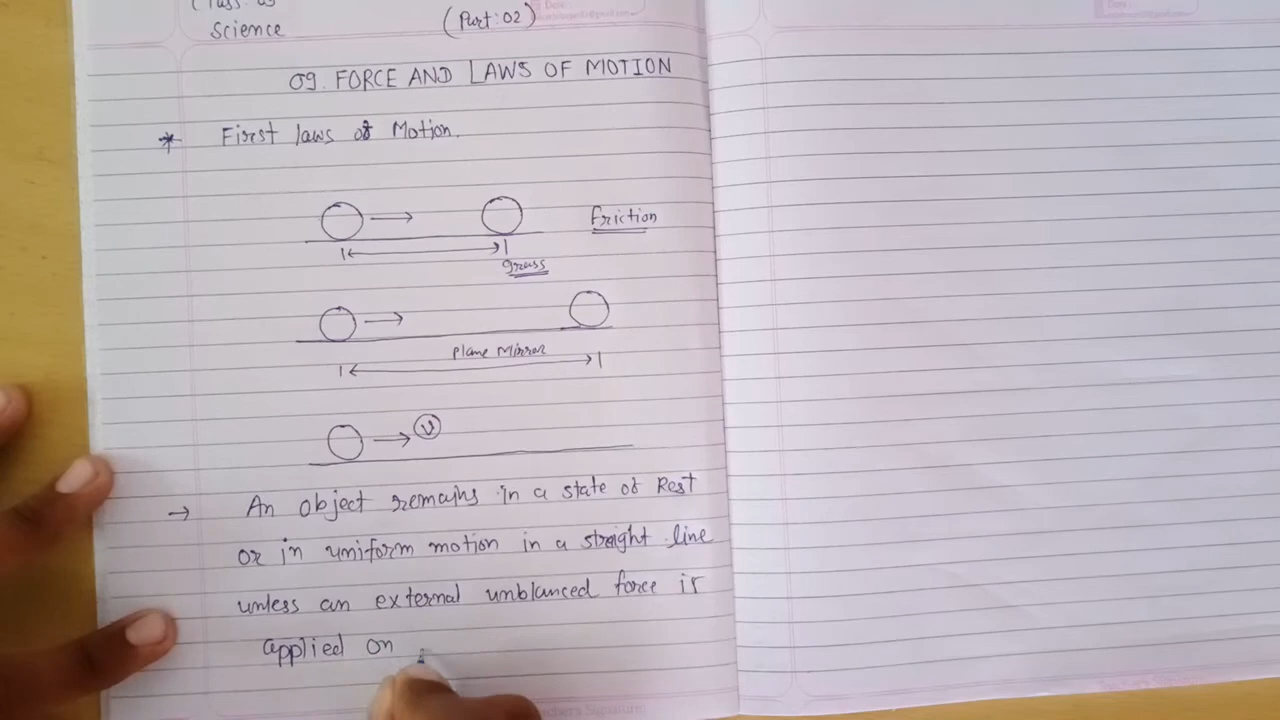 Science
(Part:02)
09. FORCE AND LAWS OF MOTION
* First laws of Motion.
friction
grass
Plane Mirror
v
→ An object remains in a state of Rest
or in uniform motion in a straight line
unless an external unblanced force is
applied on